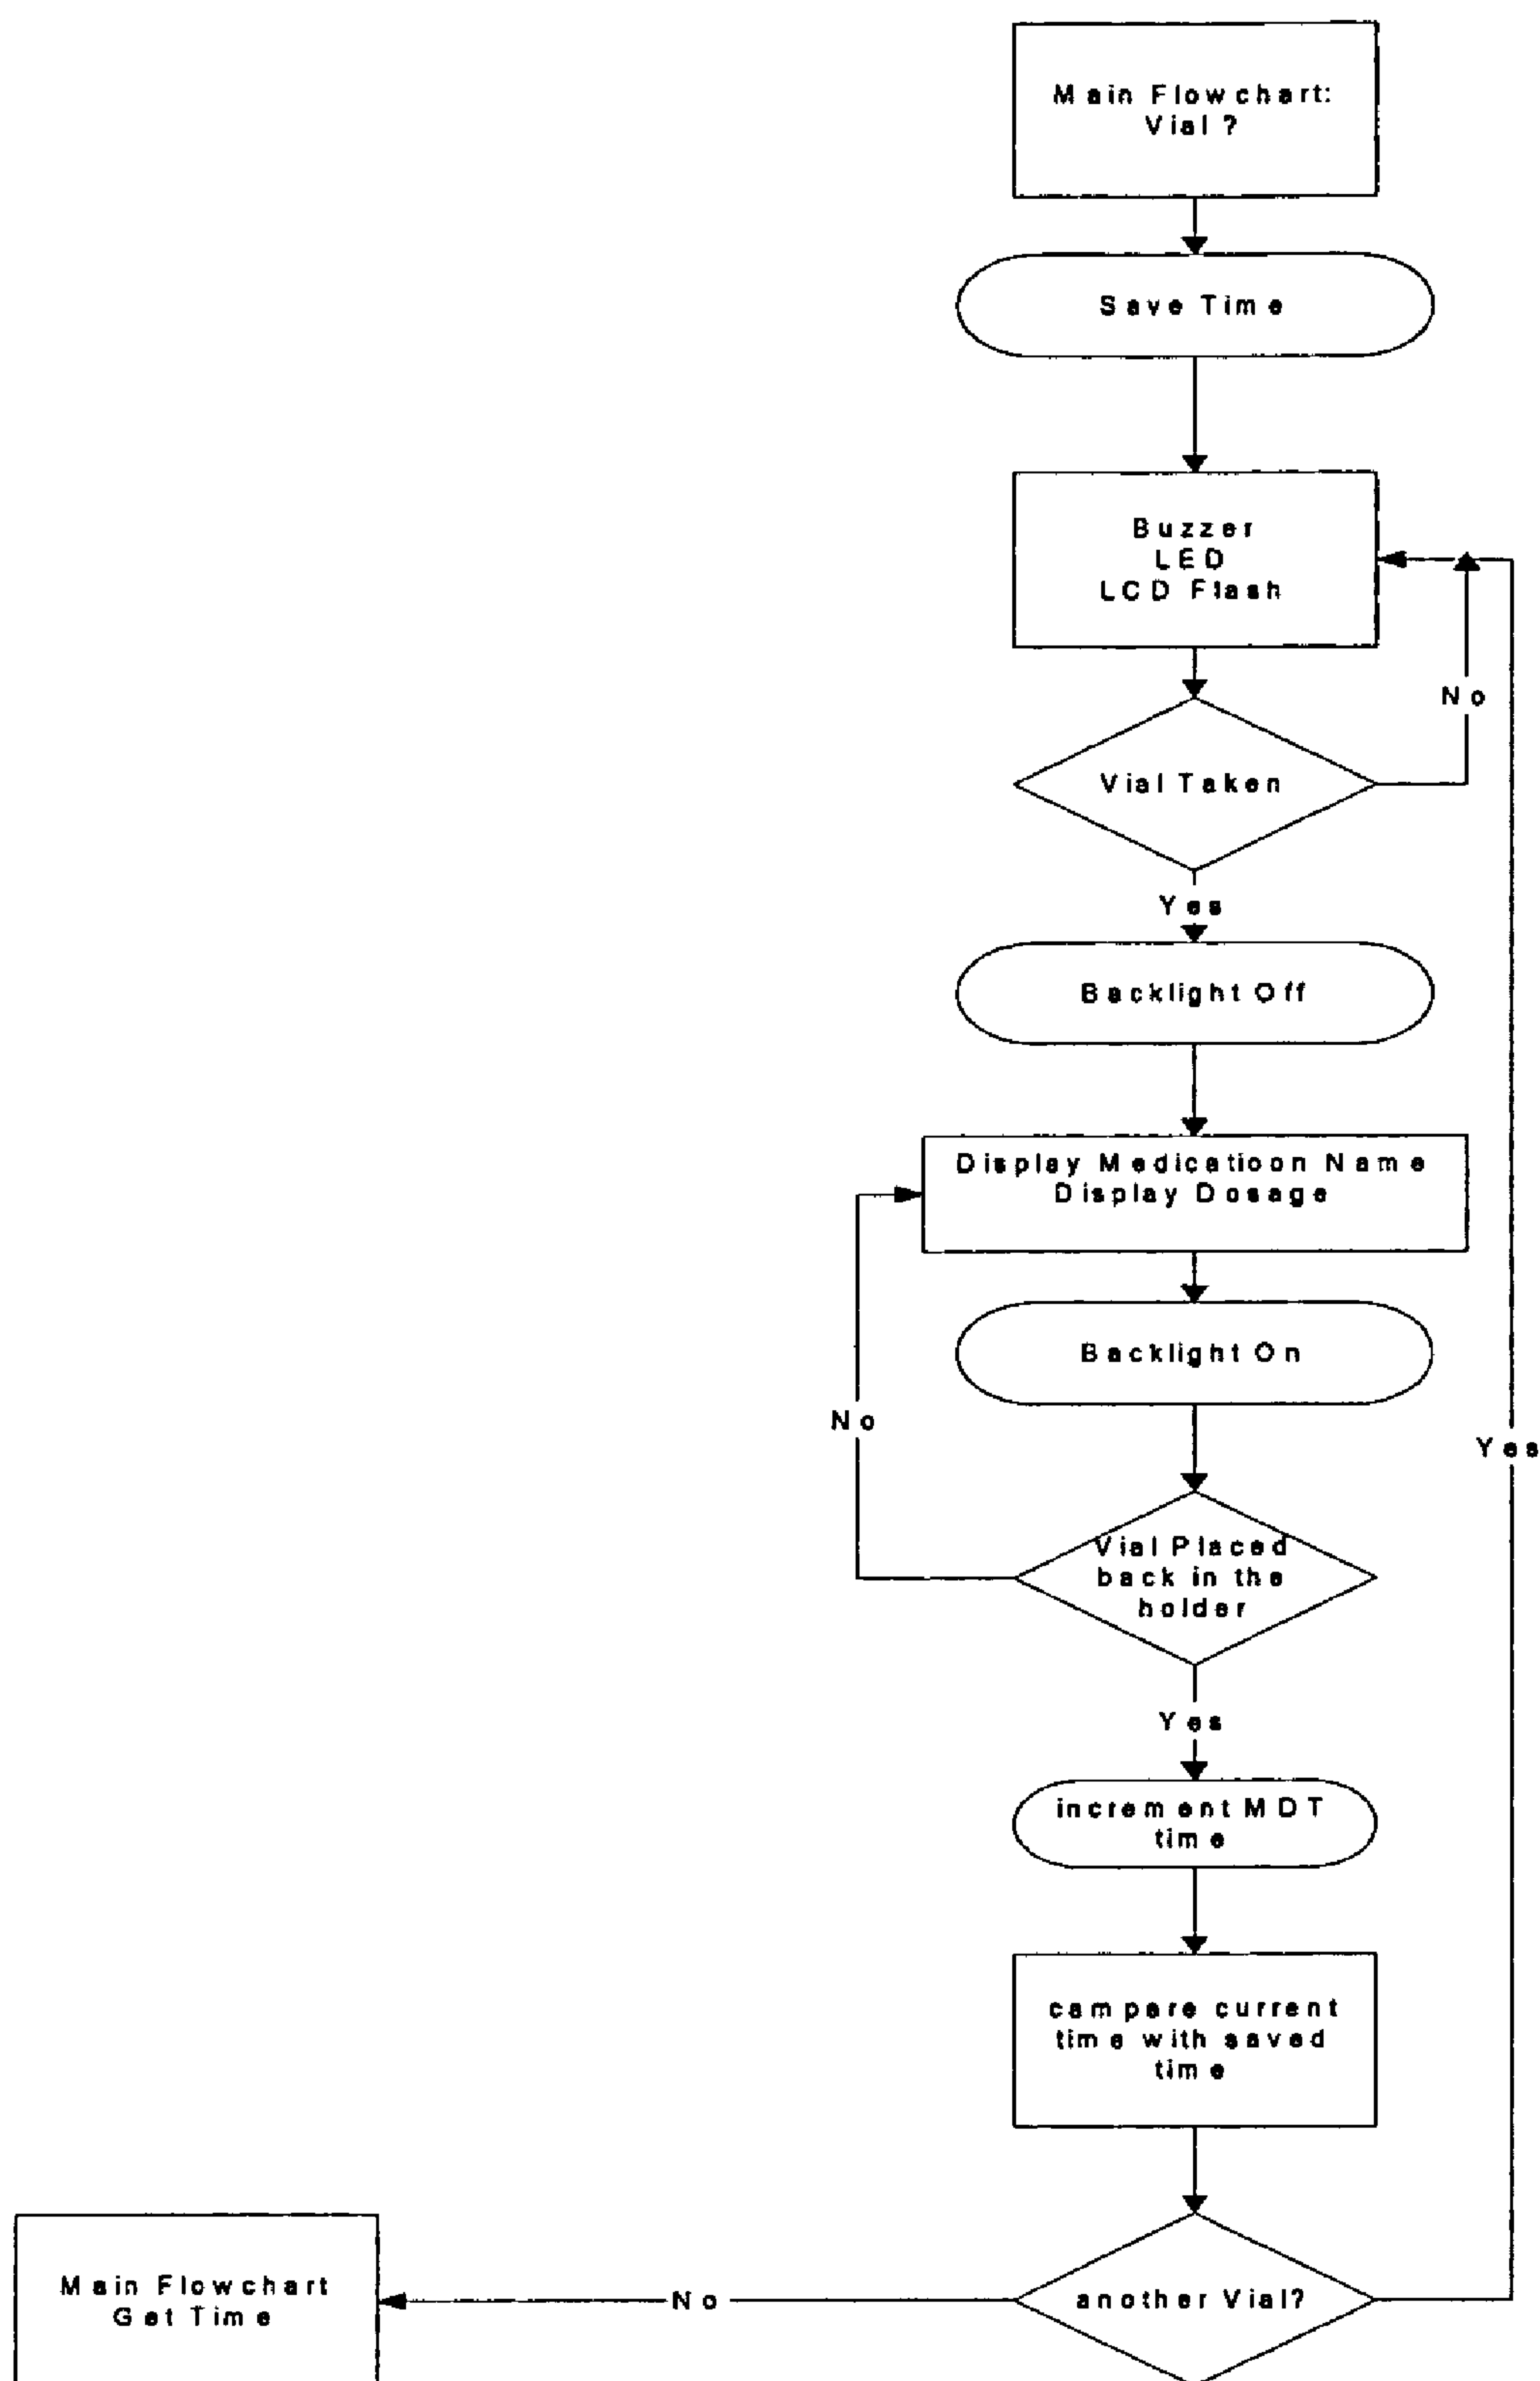 Main Flowchart:
Vial?
Save Time
Buzzer
LED
LCD Flash
No
Vial Taken
Yes
Backlight Off
Display Medicatioon Name
Display Dosage
Backlight On
No
Yes
Vial Placed
back in the
holder
Yes
increment MDT
time
campare current
time with saved
time
Main Flowchart
Get Time
No
another Vial?